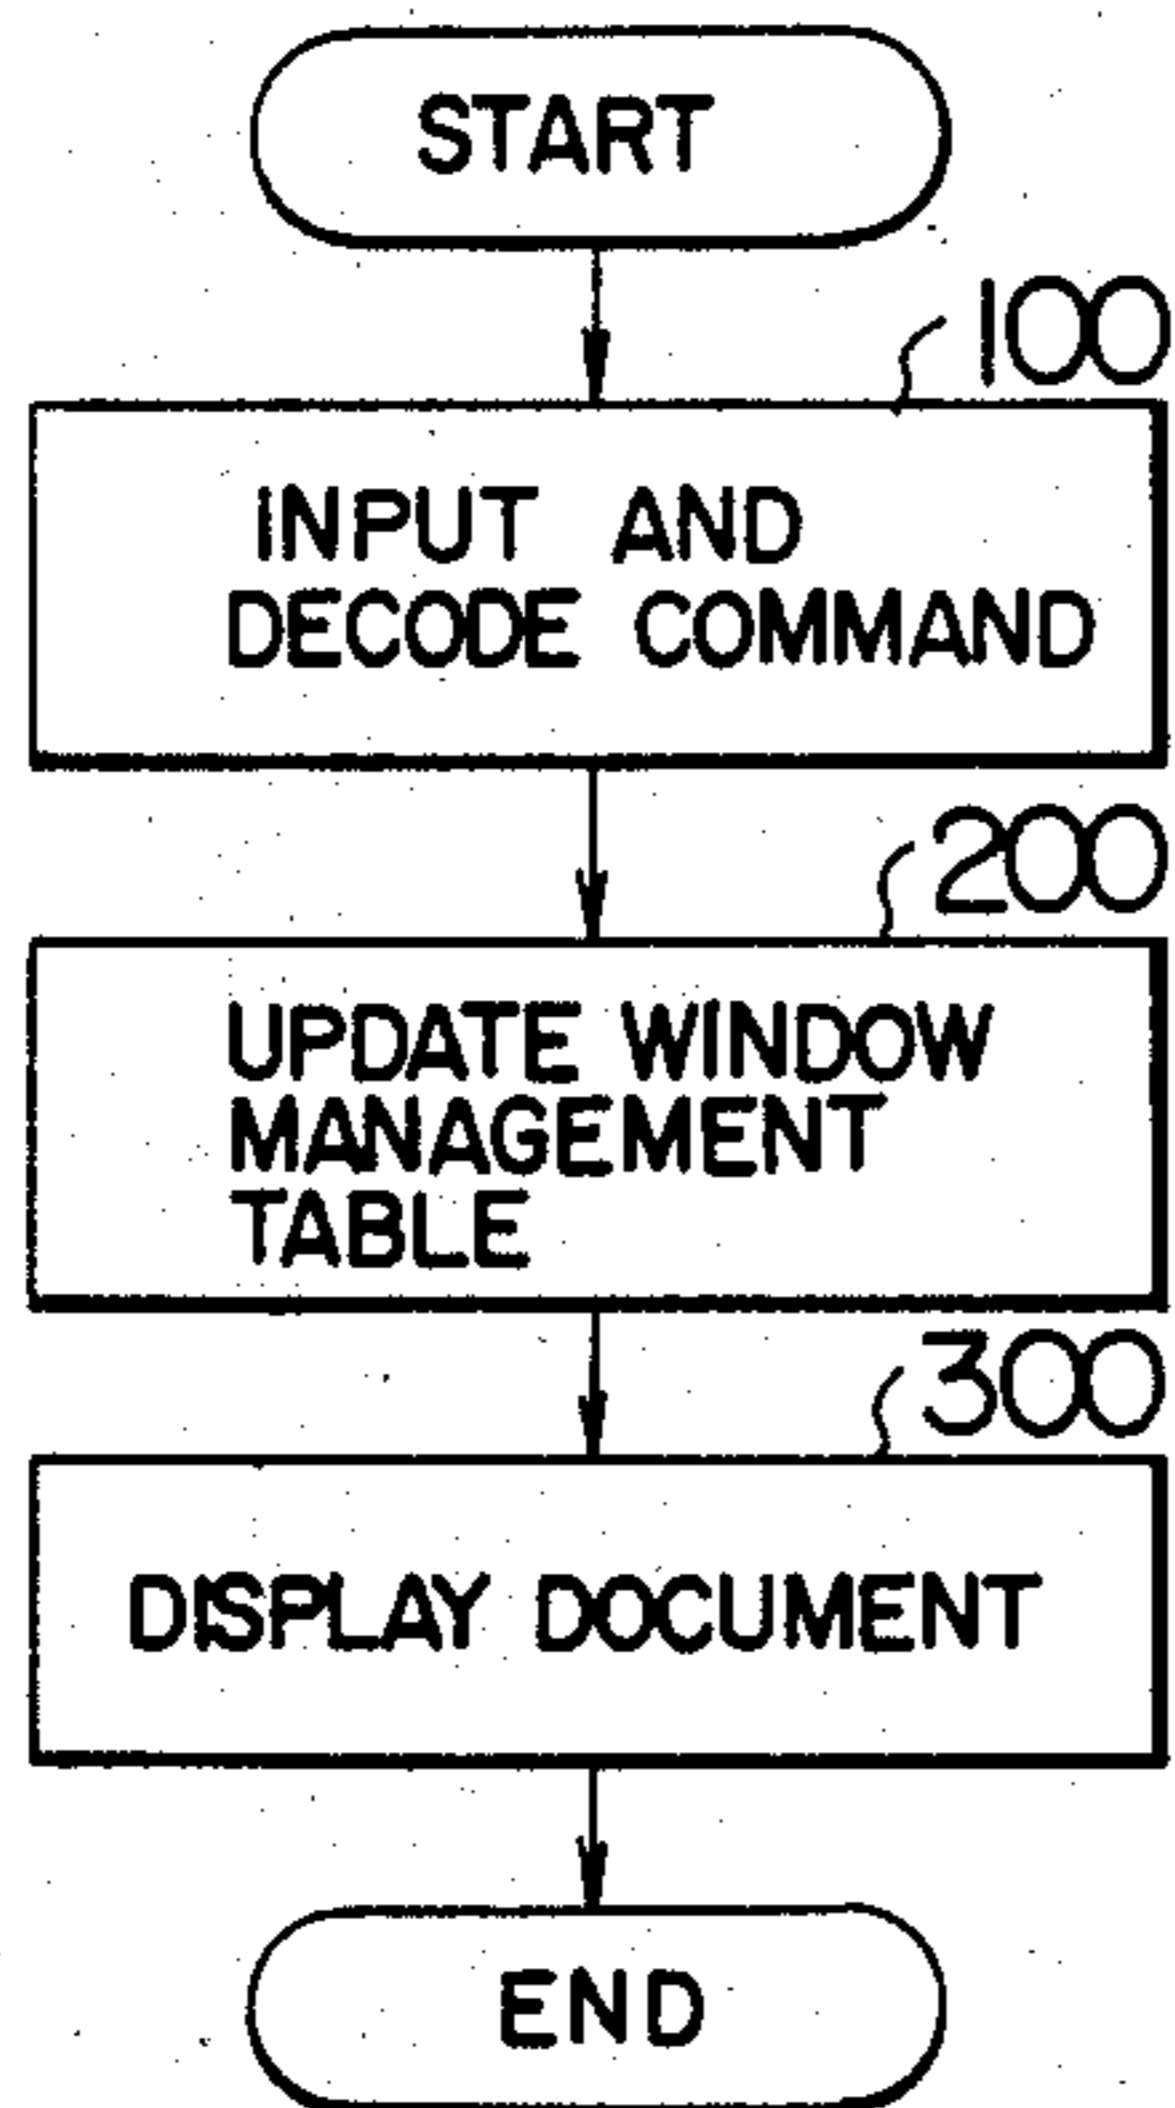 START
100
INPUT AND
DECODE COMMAND
200
UPDATE WINDOW
MANAGEMENT
TABLE
300
DISPLAY DOCUMENT
END